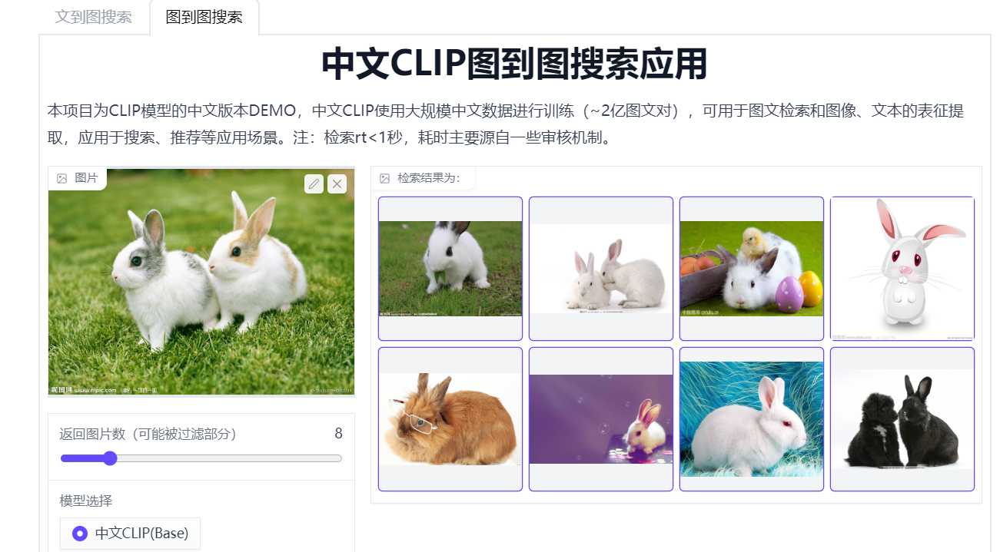 文到图搜索
图到图搜索
中文CLIP图到图搜索应用
本项目为CLIP模型的中文版本DEMO，中文CLIP使用大规模中文数据进行训练（~2亿图文对），可用于图文检索和图像、文本的表征提
取，应用于搜索、推荐等应用场景。注：检索rt<1秒，耗时主要源自一些审核机制。
图片
昵图网 www.nipic.com
检索结果为：
返回图片数（可能被过滤部分）
8
模型选择
中文CLIP(Base)